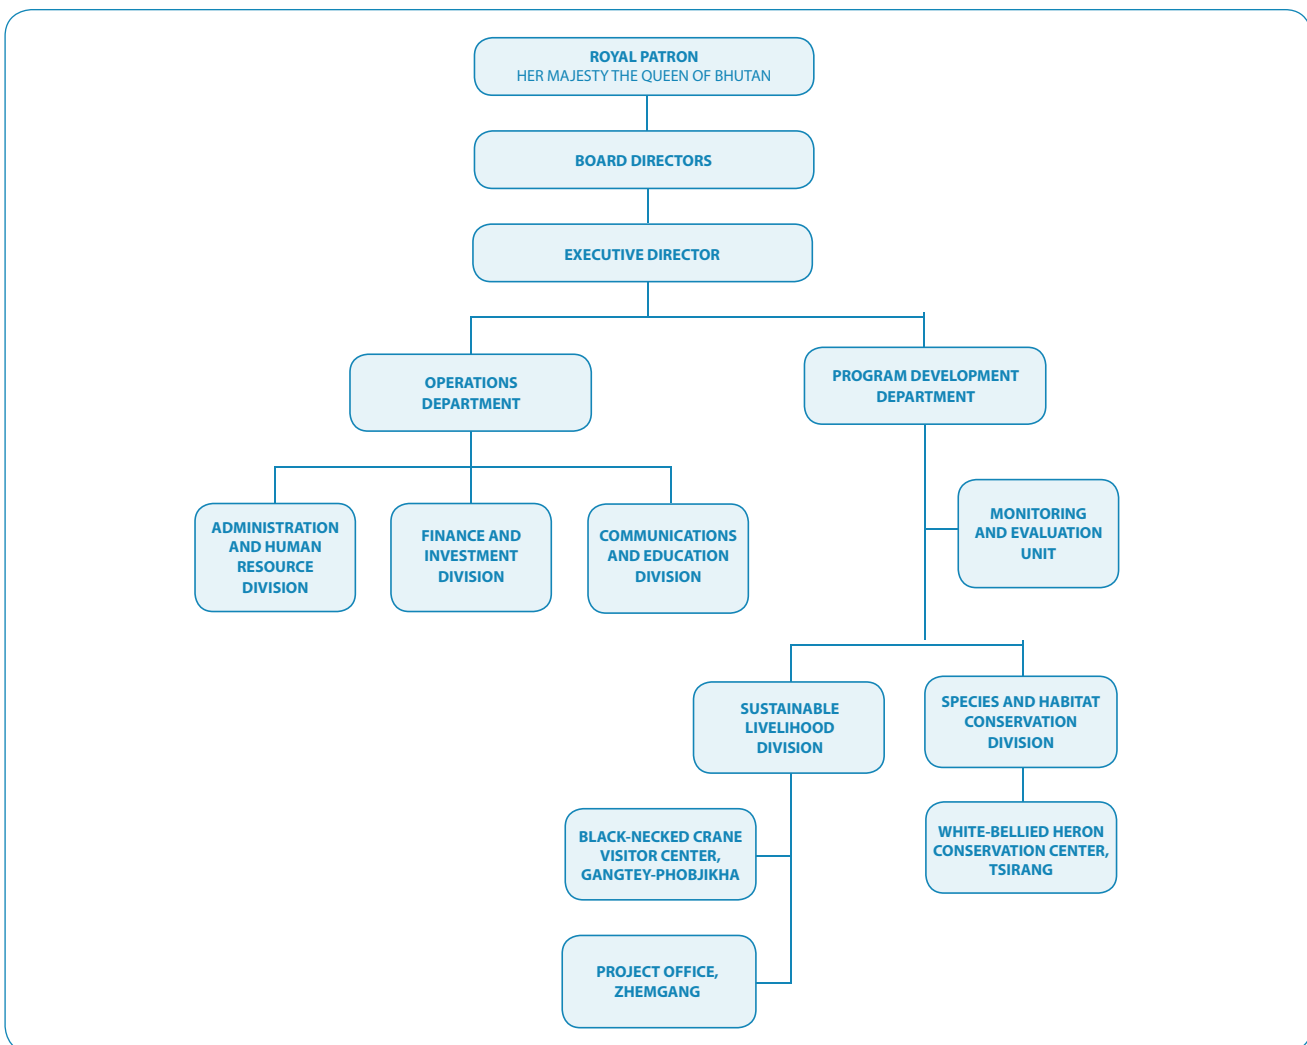 ROYAL PATRON
HER MAJESTY THE QUEEN OF BHUTAN
BOARD DIRECTORS
EXECUTIVE DIRECTOR
OPERATIONS
DEPARTMENT
PROGRAM DEVELOPMENT
DEPARTMENT
ADMINISTRATION
AND HUMAN
RESOURCE
DIVISION
FINANCE AND
INVESTMENT
DIVISION
COMMUNICATIONS
AND EDUCATION
DIVISION
MONITORING
AND EVALUATION
UNIT
SUSTAINABLE
LIVELIHOOD
DIVISION
SPECIES AND HABITAT
CONSERVATION
DIVISION
BLACK-NECKED CRANE
VISITOR CENTER,
GANGTEY-PHOBJIKHA
WHITE-BELLIED HERON
CONSERVATION CENTER,
TSIRANG
PROJECT OFFICE,
ZHEMGANG